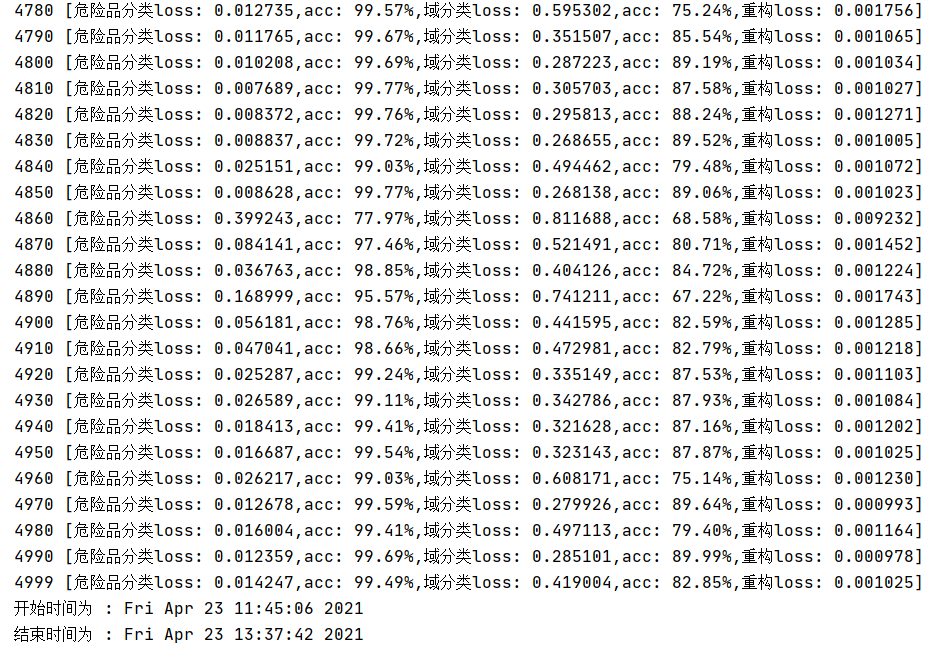 4780 [危险品分类loss: 0.012735,acc: 99.57%,域分类loss: 0.595302,acc: 75.24%,重构loss: 0.001756]
4790 [危险品分类loss: 0.011765,acc: 99.67%,域分类loss: 0.351507,acc: 85.54%,重构loss: 0.001065]
4800 [危险品分类loss: 0.010208,acc: 99.69%,域分类loss: 0.287223,acc: 89.19%,重构loss: 0.001034]
4810 [危险品分类loss: 0.007689,acc: 99.77%,域分类loss: 0.305703,acc: 87.58%,重构loss: 0.001027]
4820 [危险品分类loss: 0.008372,acc: 99.76%,域分类loss: 0.295813,acc: 88.24%,重构loss: 0.001271]
4830 [危险品分类loss: 0.008837,acc: 99.72%,域分类loss: 0.268655,acc: 89.52%,重构loss: 0.001005]
4840 [危险品分类loss: 0.025151,acc: 99.03%,域分类loss: 0.494462,acc: 79.48%,重构loss: 0.001072]
4850 [危险品分类loss: 0.008628,acc: 99.77%,域分类loss: 0.268138,acc: 89.06%,重构loss: 0.001023]
4860 [危险品分类loss: 0.399243,acc: 77.97%,域分类loss: 0.811688,acc: 68.58%,重构loss: 0.009232]
4870 [危险品分类loss: 0.084141,acc: 97.46%,域分类loss: 0.521491,acc: 80.71%,重构loss: 0.001452]
4880 [危险品分类loss: 0.036763,acc: 98.85%,域分类loss: 0.404126,acc: 84.72%,重构loss: 0.001224]
4890 [危险品分类loss: 0.168999,acc: 95.57%,域分类loss: 0.741211,acc: 67.22%,重构loss: 0.001743]
4900 [危险品分类loss: 0.056181,acc: 98.76%,域分类loss: 0.441595,acc: 82.59%,重构loss: 0.001285]
4910 [危险品分类loss: 0.047041,acc: 98.66%,域分类loss: 0.472981,acc: 82.79%,重构loss: 0.001218]
4920 [危险品分类loss: 0.025287,acc: 99.24%,域分类loss: 0.335149,acc: 87.53%,重构loss: 0.001103]
4930 [危险品分类loss: 0.026589,acc: 99.11%,域分类loss: 0.342786,acc: 87.93%,重构loss: 0.001084]
4940 [危险品分类loss: 0.018413,acc: 99.41%,域分类loss: 0.321628,acc: 87.16%,重构loss: 0.001202]
4950 [危险品分类loss: 0.016687,acc: 99.54%,域分类loss: 0.323143,acc: 87.87%,重构loss: 0.001025]
4960 [危险品分类loss: 0.026217,acc: 99.03%,域分类loss: 0.608171,acc: 75.14%,重构loss: 0.001230]
4970 [危险品分类loss: 0.012678,acc: 99.59%,域分类loss: 0.279926,acc: 89.64%,重构loss: 0.000993]
4980 [危险品分类loss: 0.016004,acc: 99.41%,域分类loss: 0.497113,acc: 79.40%,重构loss: 0.001164]
4990 [危险品分类loss: 0.012359,acc: 99.69%,域分类loss: 0.285101,acc: 89.99%,重构loss: 0.000978]
4999 [危险品分类loss: 0.014247,acc: 99.49%,域分类loss: 0.419004,acc: 82.85%,重构loss: 0.001025]
开始时间为 : Fri Apr 23 11:45:06 2021
结束时间为 : Fri Apr 23 13:37:42 2021